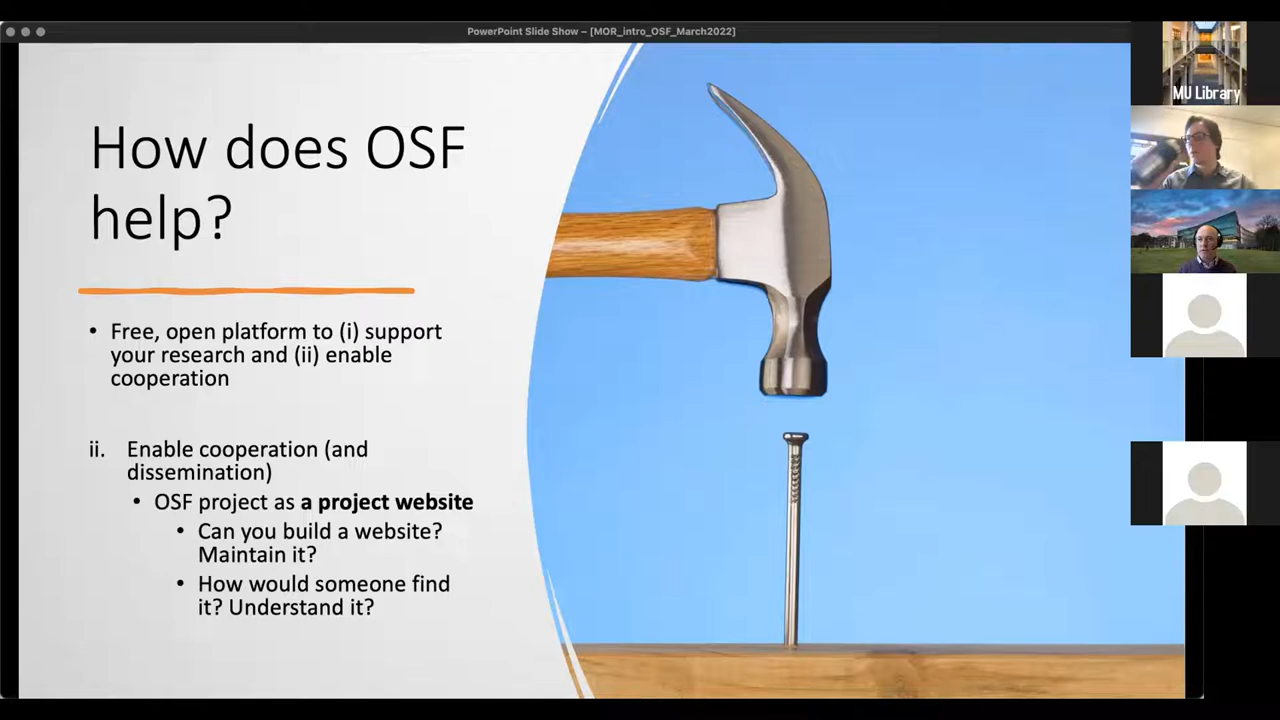 PowerPoint Slide Show – [MOR_intro_OSF_March2022]
How does OSF
help?
• Free, open platform to (i) support
your research and (ii) enable
cooperation
ii. Enable cooperation (and
dissemination)
• OSF project as a project website
• Can you build a website?
Maintain it?
• How would someone find
it? Understand it?
MU Library